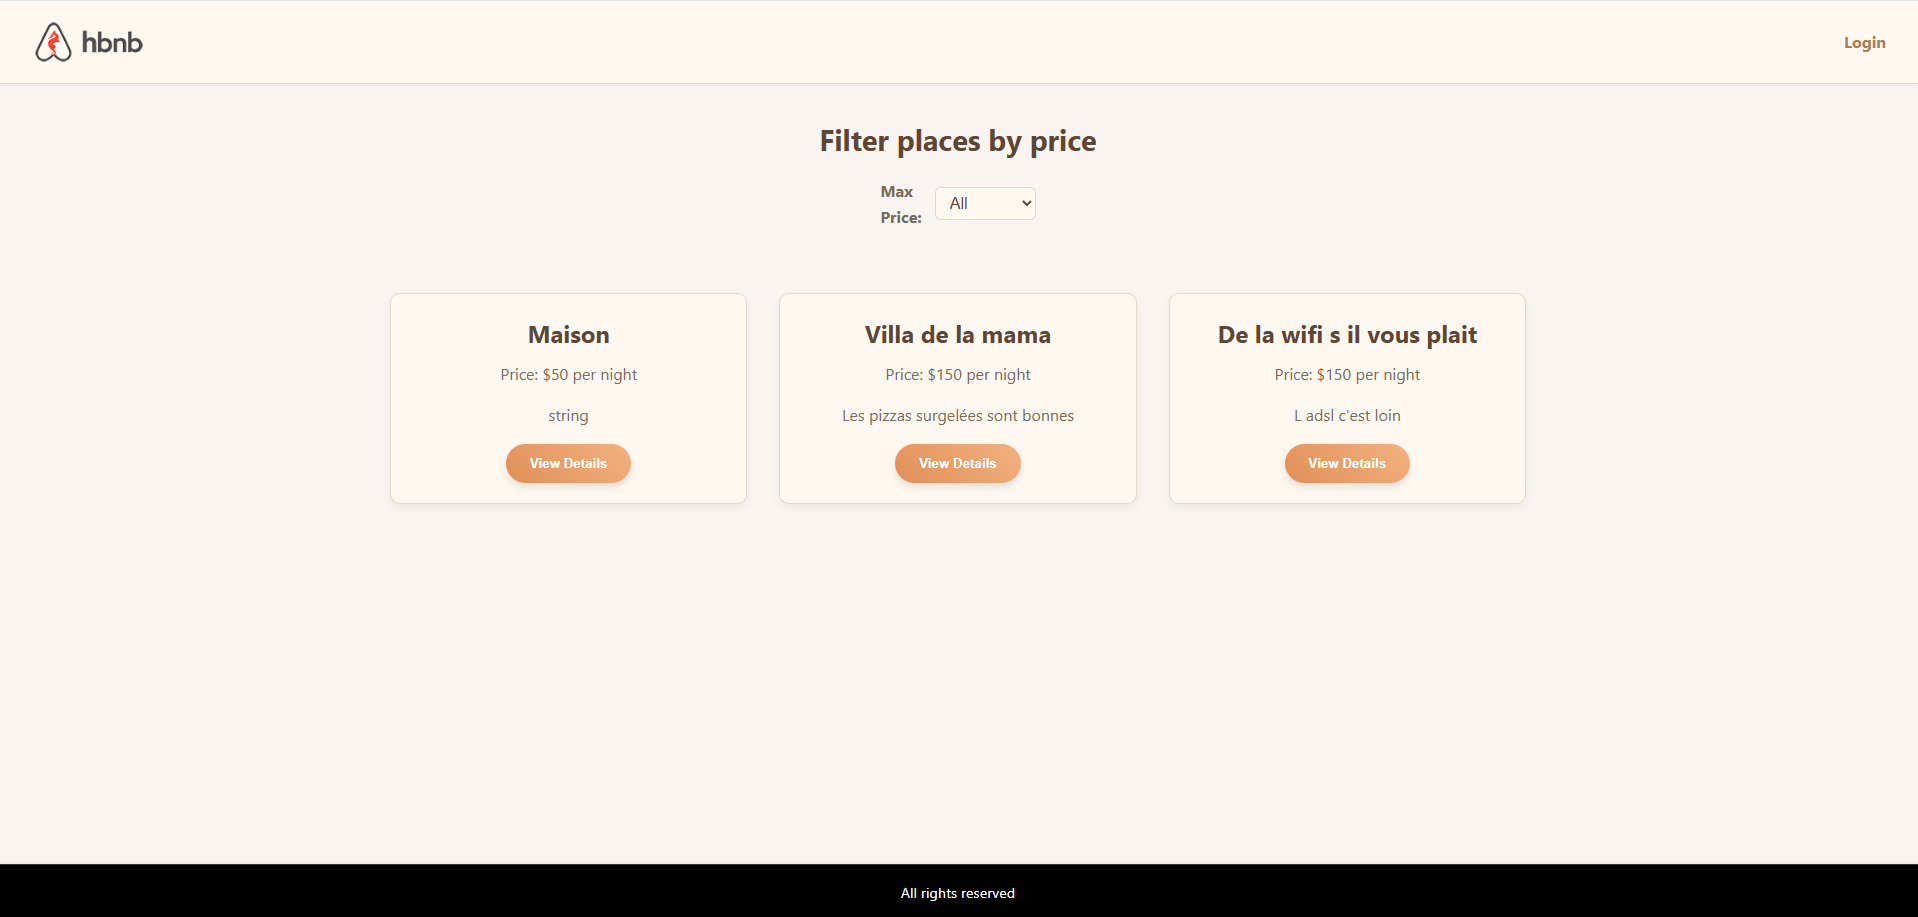 hbnb
Login
Filter places by price
Max
Price:
All
Maison
Price: $50 per night
string
View Details
Villa de la mama
Price: $150 per night
Les pizzas surgelées sont bonnes
View Details
De la wifi s il vous plait
Price: $150 per night
L adsl c'est loin
View Details
All rights reserved